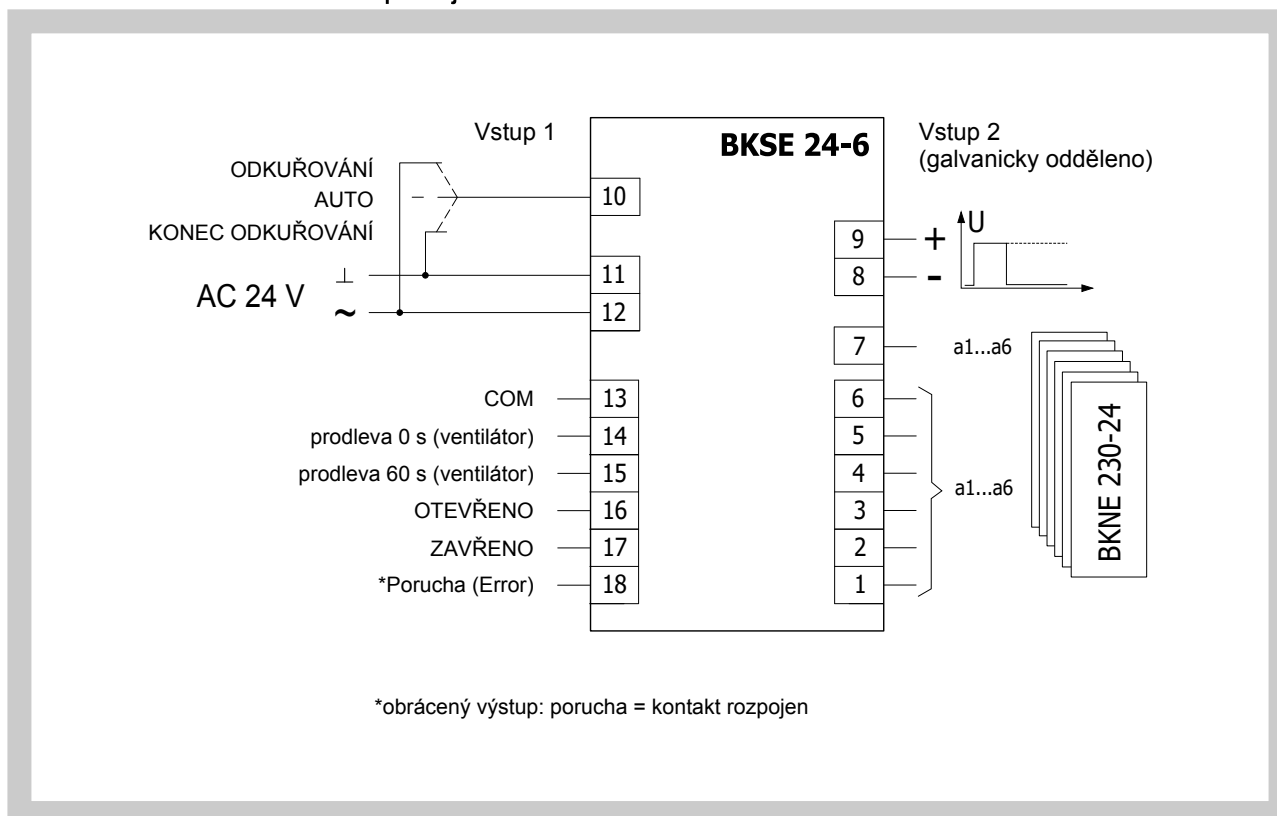 Vstup 1
BKSE 24-6
Vstup 2
(galvanicky odděleno)
ODKUŘOVÁNÍ
AUTO
KONEC ODKUŘOVÁNÍ
AC 24 V
⊥
~
10
11
12
9
+
8
-
U
7
a1...a6
COM
13
prodleva 0 s (ventilátor)
14
prodleva 60 s (ventilátor)
15
OTEVŘENO
16
ZAVŘENO
17
*Porucha (Error)
18
6
5
4
3
2
1
a1...a6
BKNE 230-24
*obrácený výstup: porucha = kontakt rozpojen